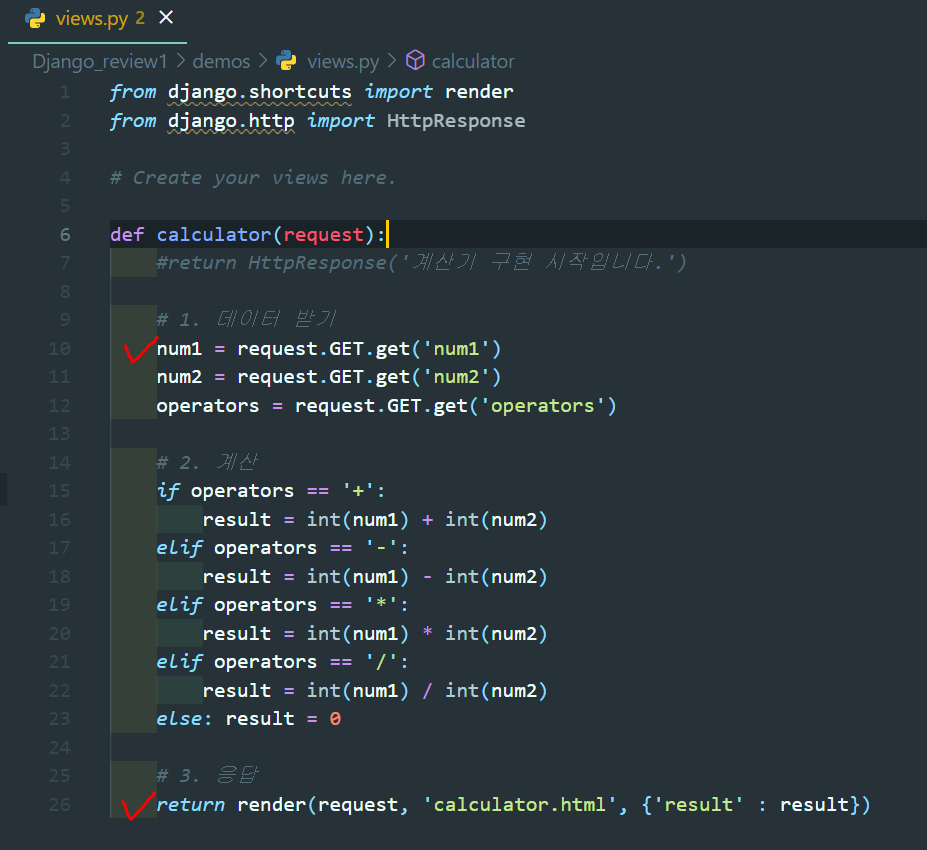 views.py 2
Django_review1 > demos > views.py > calculator
1 from django.shortcuts import render
2 from django.http import HttpResponse
3
4 # Create your views here.
5
6 def calculator(request):
7     #return HttpResponse('계산기 구현 시작입니다.')
8
9     # 1. 데이터 받기
10     num1 = request.GET.get('num1')
11     num2 = request.GET.get('num2')
12     operators = request.GET.get('operators')
13
14     # 2. 계산
15     if operators == '+':
16         result = int(num1) + int(num2)
17     elif operators == '-':
18         result = int(num1) - int(num2)
19     elif operators == '*':
20         result = int(num1) * int(num2)
21     elif operators == '/':
22         result = int(num1) / int(num2)
23     else: result = 0
24
25     # 3. 응답
26     return render(request, 'calculator.html', {'result' : result})